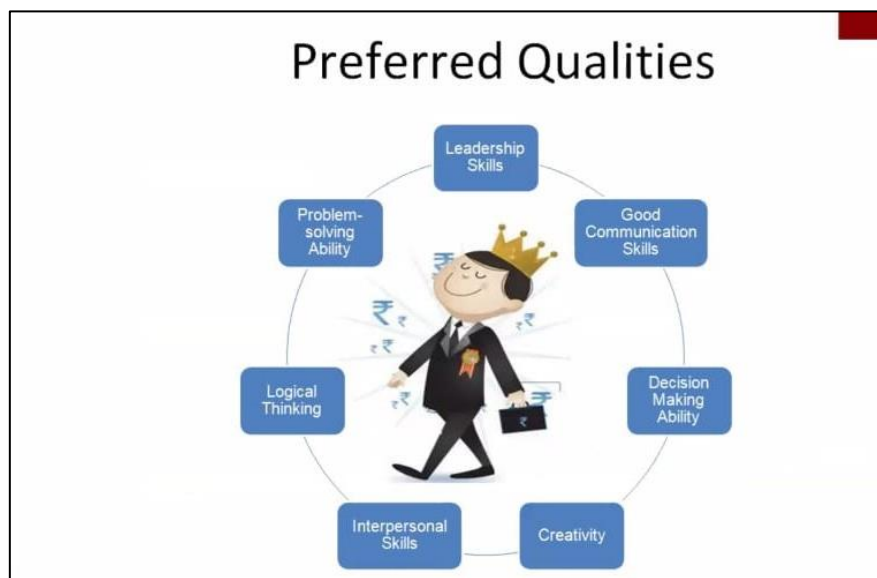 Preferred Qualities
Leadership
Skills
Good
Communication
Skills
Decision
Making
Ability
Creativity
Interpersonal
Skills
Logical
Thinking
Problem-
solving
Ability
₹
₹
₹
₹
₹
₹
₹
₹
₹
₹
₹